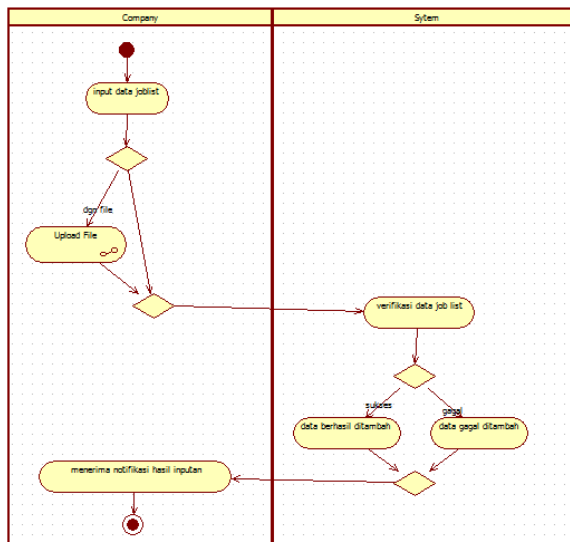 Company
Sytem
input data joblist
dgn file
Upload File
verifikasi data job list
sukses
gagal
data berhasil ditambah
data gagal ditambah
menerima notifikasi hasil inputan